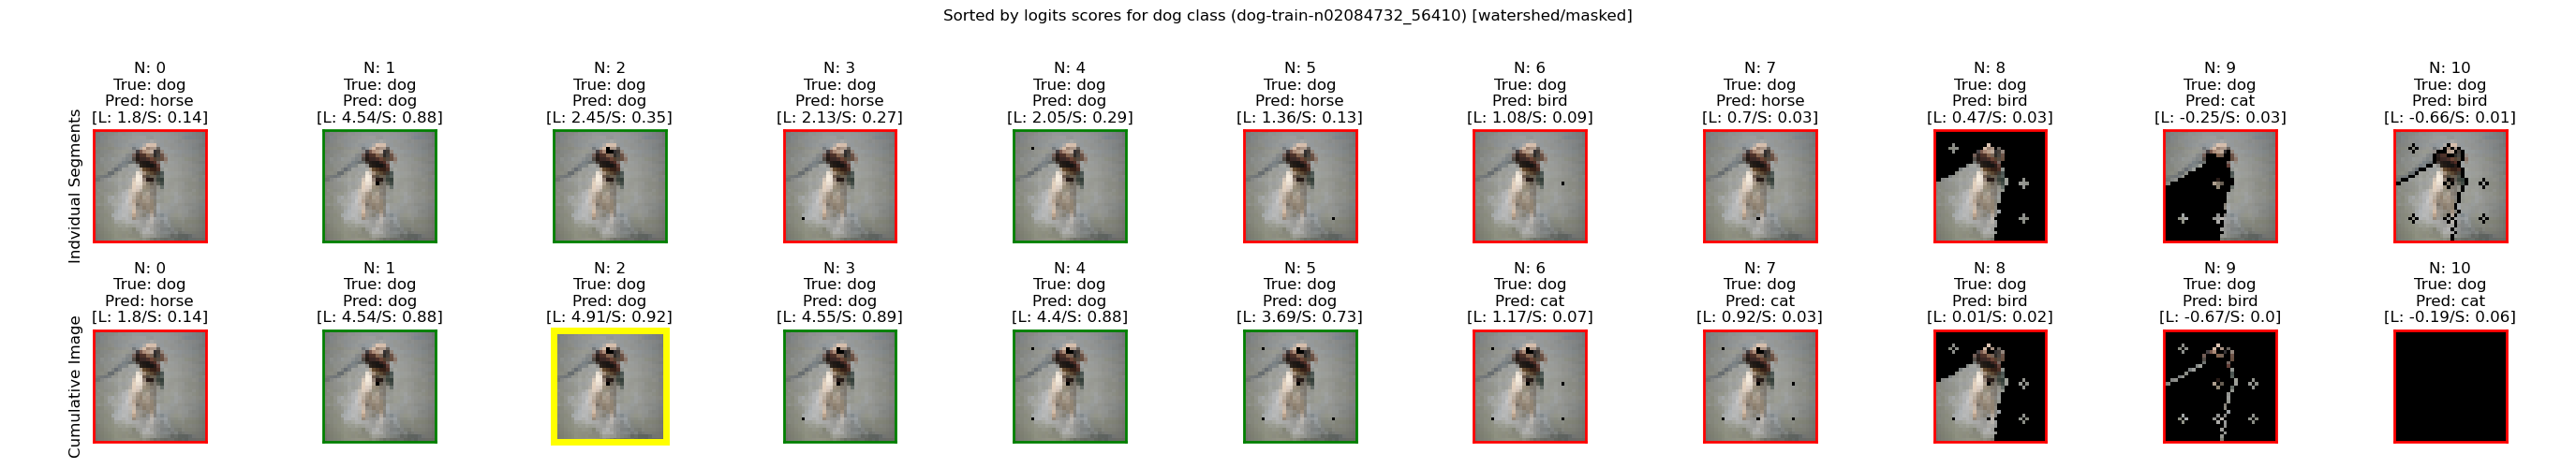 Sorted by logits scores for dog class (dog-train-n02084732_56410) [watershed/masked]
Indvidual Segments
N: 0
True: dog
Pred: horse
[L: 1.8/S: 0.14]
N: 1
True: dog
Pred: dog
[L: 4.54/S: 0.88]
N: 2
True: dog
Pred: dog
[L: 2.45/S: 0.35]
N: 3
True: dog
Pred: horse
[L: 2.13/S: 0.27]
N: 4
True: dog
Pred: dog
[L: 2.05/S: 0.29]
N: 5
True: dog
Pred: horse
[L: 1.36/S: 0.13]
N: 6
True: dog
Pred: bird
[L: 1.08/S: 0.09]
N: 7
True: dog
Pred: horse
[L: 0.7/S: 0.03]
N: 8
True: dog
Pred: bird
[L: 0.47/S: 0.03]
N: 9
True: dog
Pred: cat
[L: -0.25/S: 0.03]
N: 10
True: dog
Pred: bird
[L: -0.66/S: 0.01]
Cumulative Image
N: 0
True: dog
Pred: horse
[L: 1.8/S: 0.14]
N: 1
True: dog
Pred: dog
[L: 4.54/S: 0.88]
N: 2
True: dog
Pred: dog
[L: 4.91/S: 0.92]
N: 3
True: dog
Pred: dog
[L: 4.55/S: 0.89]
N: 4
True: dog
Pred: dog
[L: 4.4/S: 0.88]
N: 5
True: dog
Pred: dog
[L: 3.69/S: 0.73]
N: 6
True: dog
Pred: cat
[L: 1.17/S: 0.07]
N: 7
True: dog
Pred: cat
[L: 0.92/S: 0.03]
N: 8
True: dog
Pred: bird
[L: 0.01/S: 0.02]
N: 9
True: dog
Pred: bird
[L: -0.67/S: 0.0]
N: 10
True: dog
Pred: cat
[L: -0.19/S: 0.06]